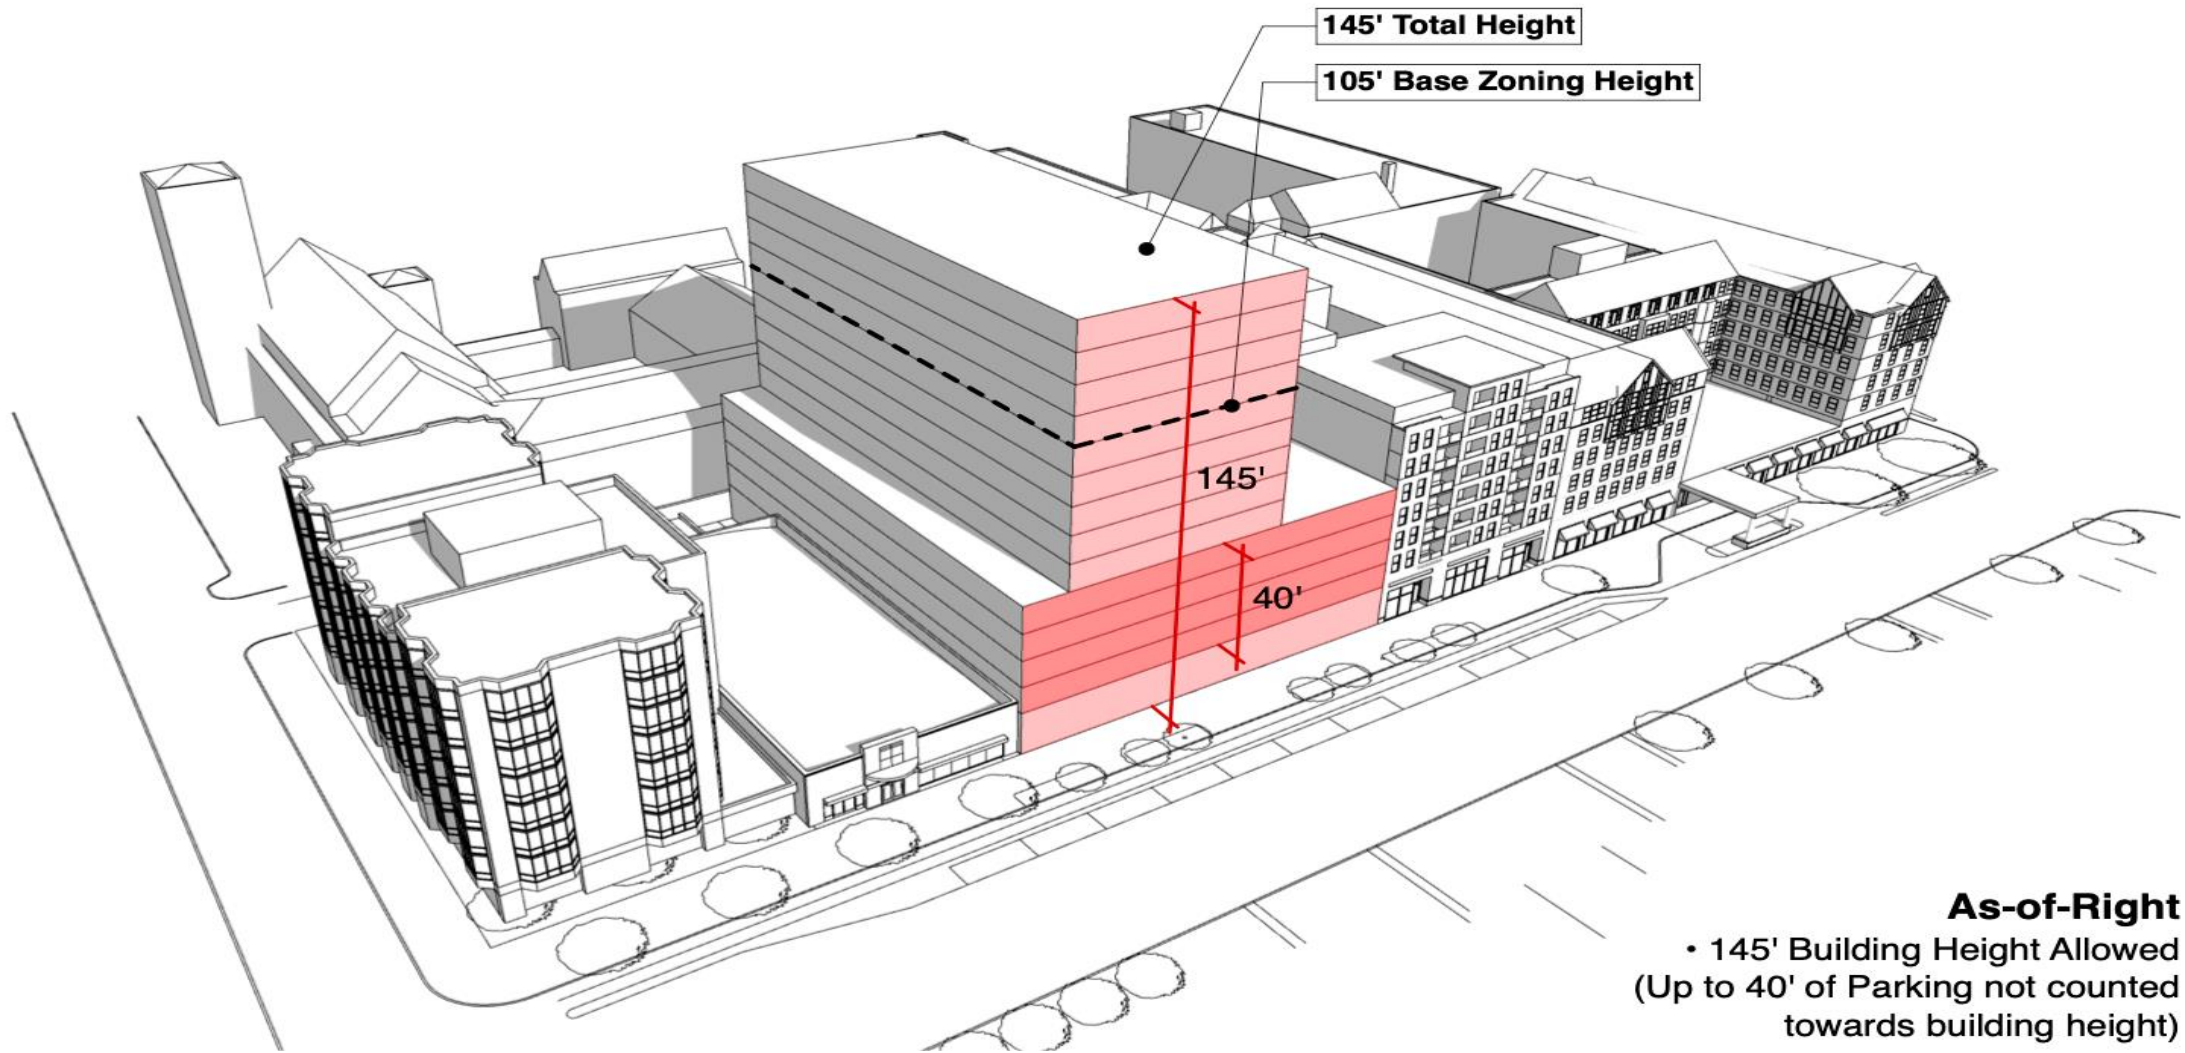 145' Total Height
105' Base Zoning Height
145'
40'
As-of-Right
• 145' Building Height Allowed
(Up to 40' of Parking not counted
towards building height)